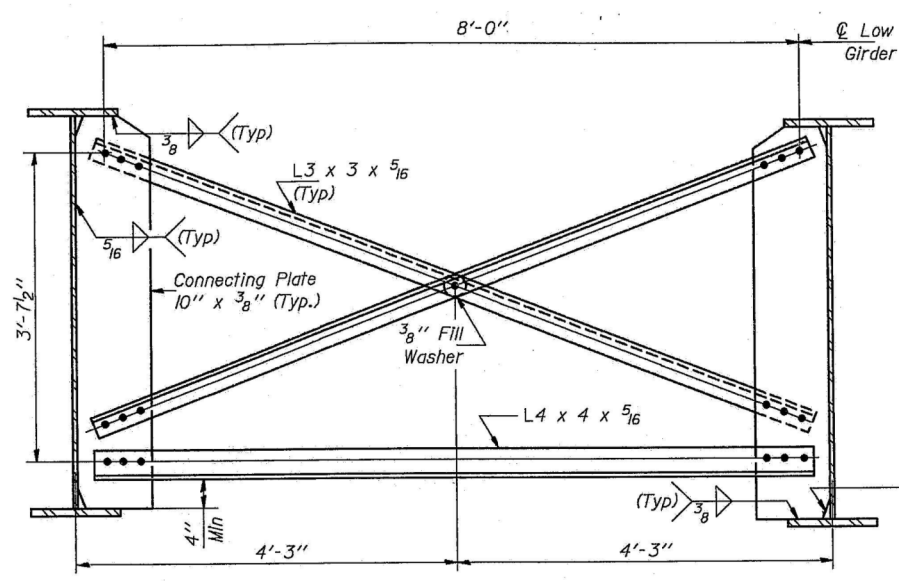 8'-0"
℄ Low
Girder
3/8
(Typ)
L3 x 3 x 5/16
(Typ)
5/16
(Typ)
Connecting Plate
10" x 3/8" (Typ.)
3'-7½"
3/8" Fill
Washer
L4 x 4 x 5/16
4"
Min
(Typ)
3/8
4'-3"
4'-3"